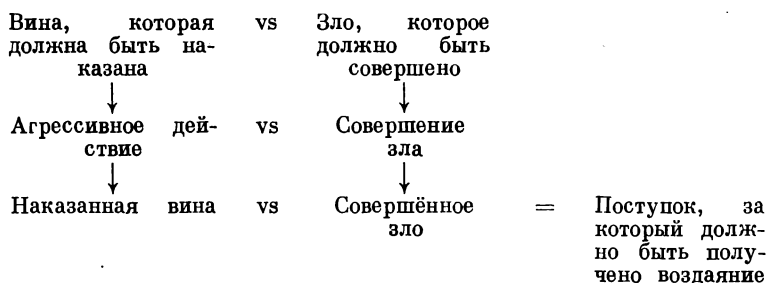 Вина, которая vs Зло, которое
должна быть на- должно быть
казана совершено
Агрессивное дей- vs Совершение
ствие зла
Наказанная вина vs Совершённое = Поступок, за
зло который долж-
но быть полу-
чено воздаяние